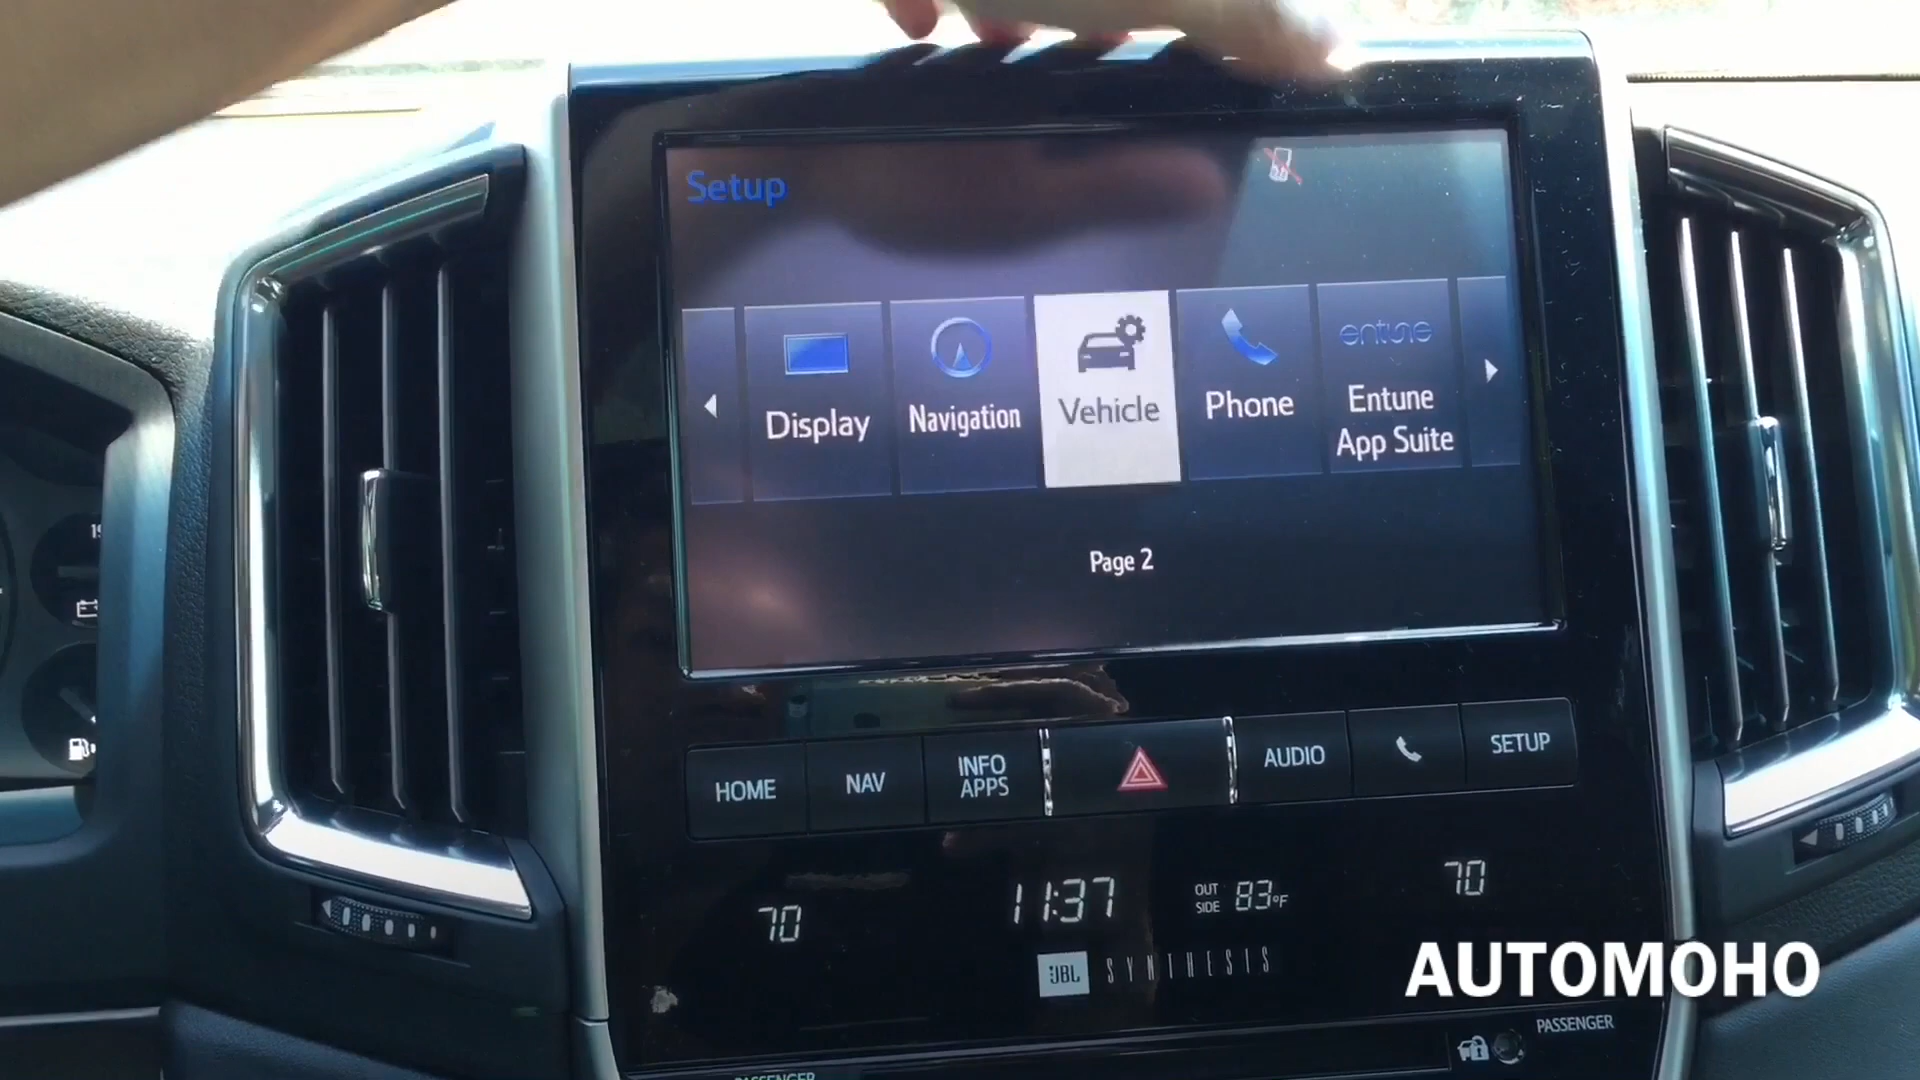 Setup
Display
Navigation
Vehicle
Phone
entune
Entune
App Suite
Page 2
HOME
NAV
INFO
APPS
AUDIO
SETUP
70
11:37
OUT
SIDE
83°F
70
JBL SYNTHESIS
AUTOMOHO
PASSENGER
PASSENGER